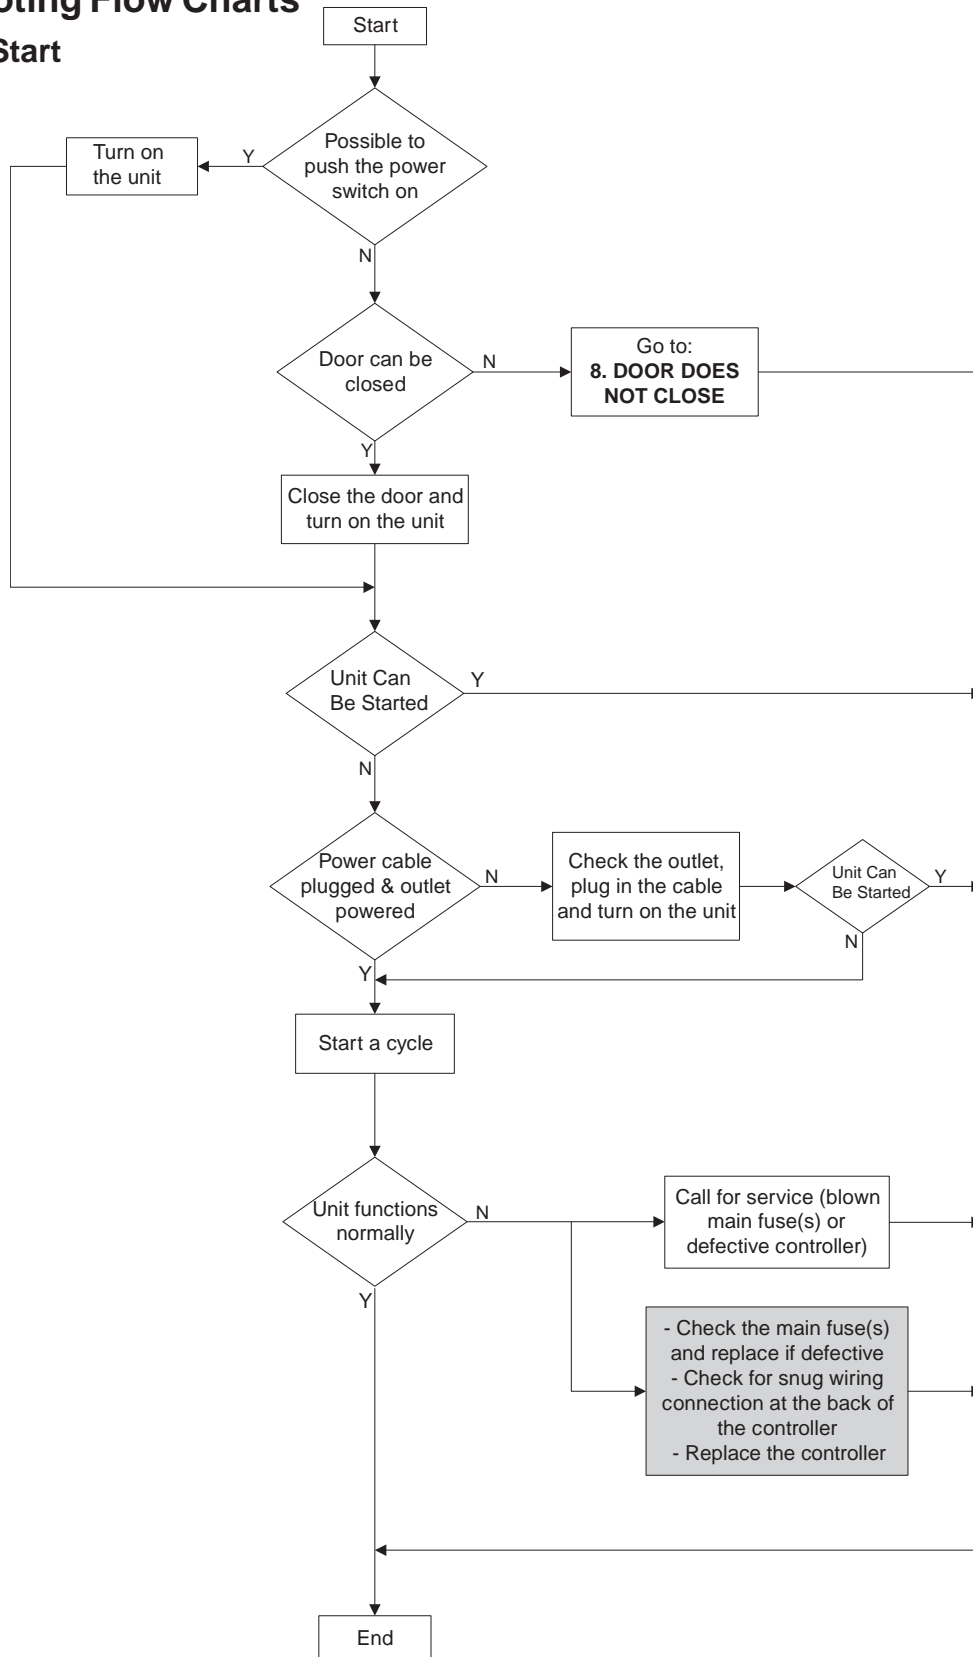 oting Flow Charts
Start
Start
Possible to
push the power
switch on
Y
Turn on
the unit
N
Door can be
closed
N
Go to:
8. DOOR DOES
NOT CLOSE
Y
Close the door and
turn on the unit
Unit Can
Be Started
Y
N
Power cable
plugged & outlet
powered
N
Check the outlet,
plug in the cable
and turn on the unit
Unit Can
Be Started
Y
N
Y
Start a cycle
Unit functions
normally
N
Call for service (blown
main fuse(s) or
defective controller)
- Check the main fuse(s)
and replace if defective
- Check for snug wiring
connection at the back of
the controller
- Replace the controller
Y
End